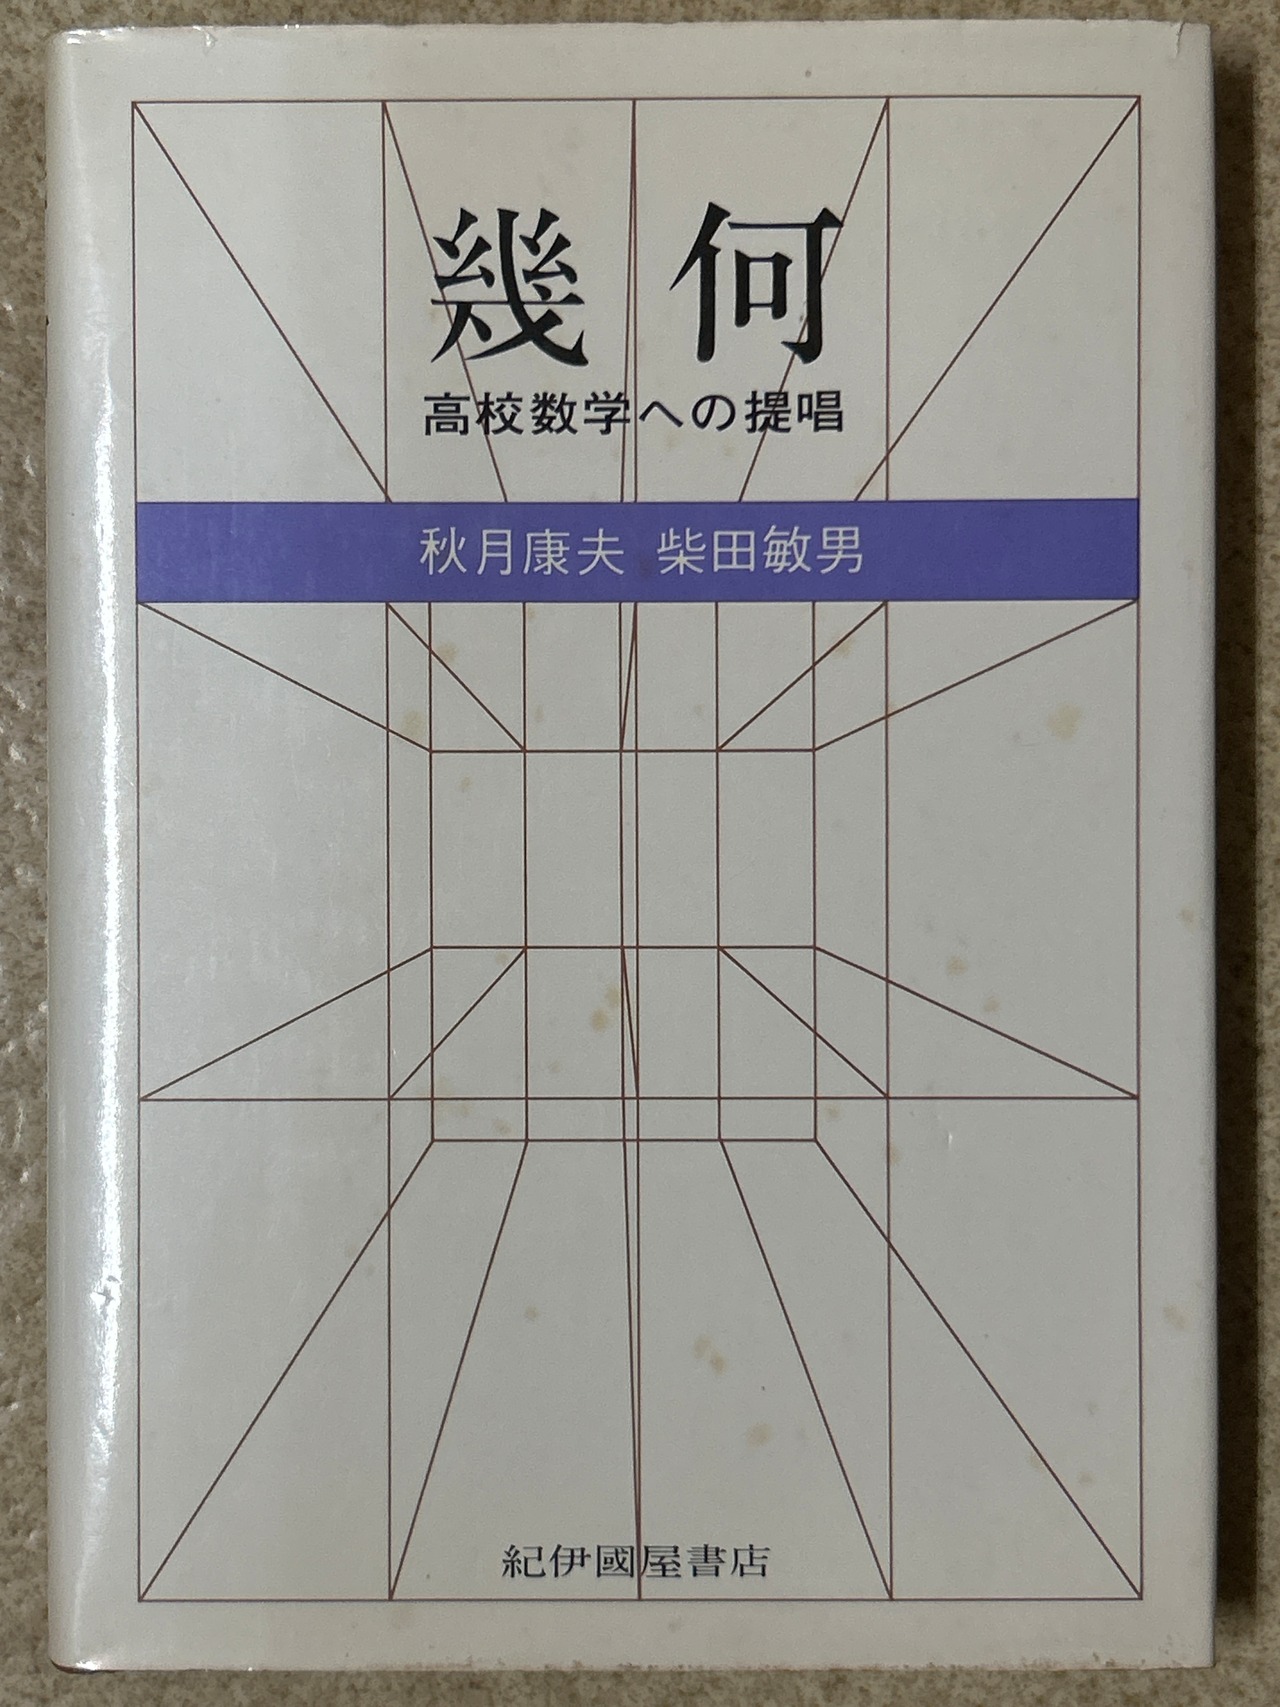 幾何
高校数学への提唱
秋月康夫 柴田敏男
紀伊國屋書店